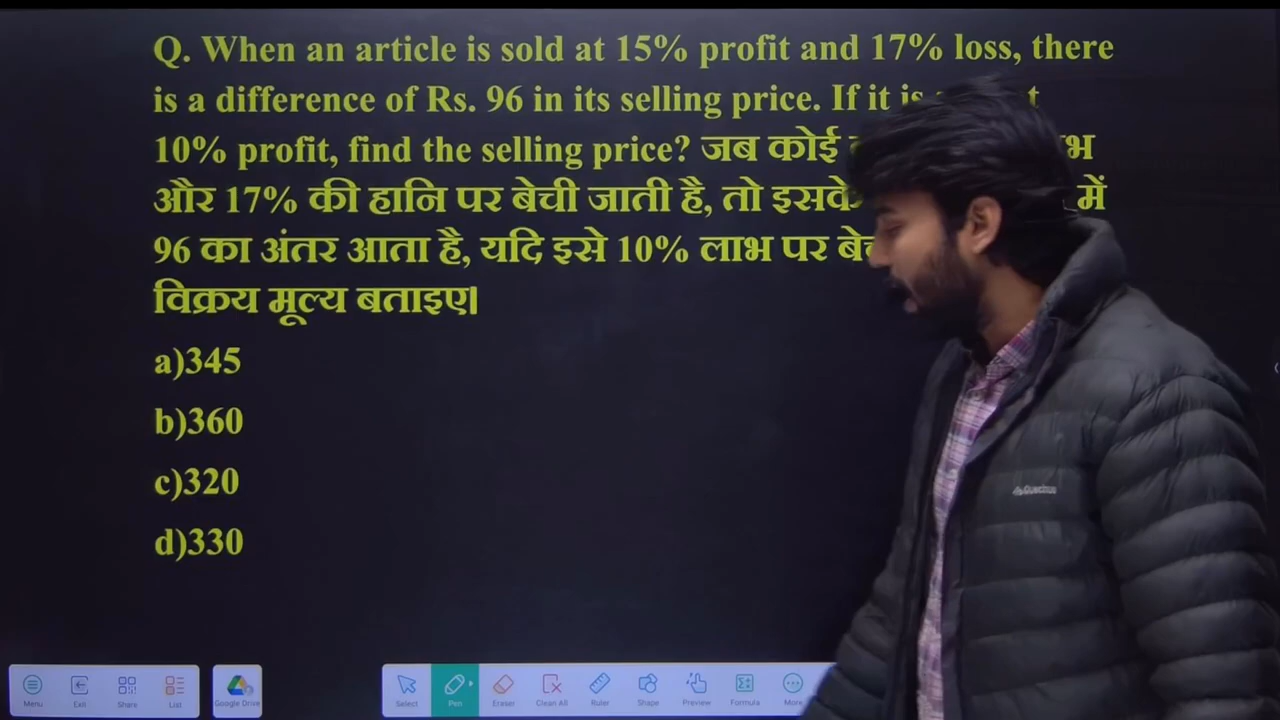 Q. When an article is sold at 15% profit and 17% loss, there
is a difference of Rs. 96 in its selling price. If it is
10% profit, find the selling price? जब कोई
और 17% की हानि पर बेची जाती है, तो इसके में
96 का अंतर आता है, यदि इसे 10% लाभ पर
विक्रय मूल्य बताइए।
a)345
b)360
c)320
d)330
Menu Exit Share List Google Drive Select Pen Eraser Clean All Ruler Shape Preview Formula More